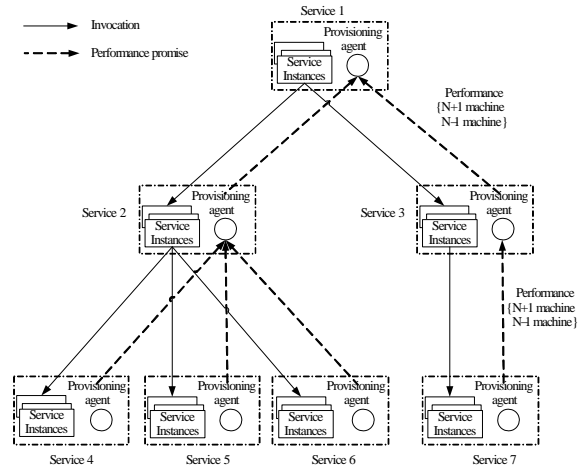 Service 1
Invocation
Performance promise
Provisioning
agent
Service
Instances
Performance
{N+1 machine
N-1 machine}
Service 2
Provisioning
agent
Service
Instances
Service 3
Provisioning
agent
Service
Instances
Performance
{N+1 machine
N-1 machine}
Provisioning
agent
Service
Instances
Provisioning
agent
Service
Instances
Provisioning
agent
Service
Instances
Provisioning
agent
Service
Instances
Service 4
Service 5
Service 6
Service 7